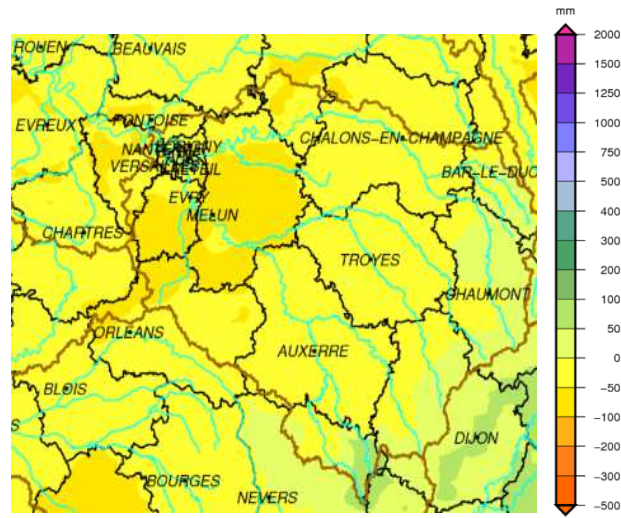 mm
ROUEN
BEAUVAIS
EVREUX
PONTOISE
CHALONS-EN-CHAMPAGNE
VERSAILLES
BAR-LE-DUC
EVRY
MELUN
CHARTRES
TROYES
CHAUMONT
ORLEANS
AUXERRE
BLOIS
S
DIJON
BOURGES
NEVERS
2000
1500
1250
1000
750
500
400
300
200
100
50
0
−50
−100
−200
−300
−500